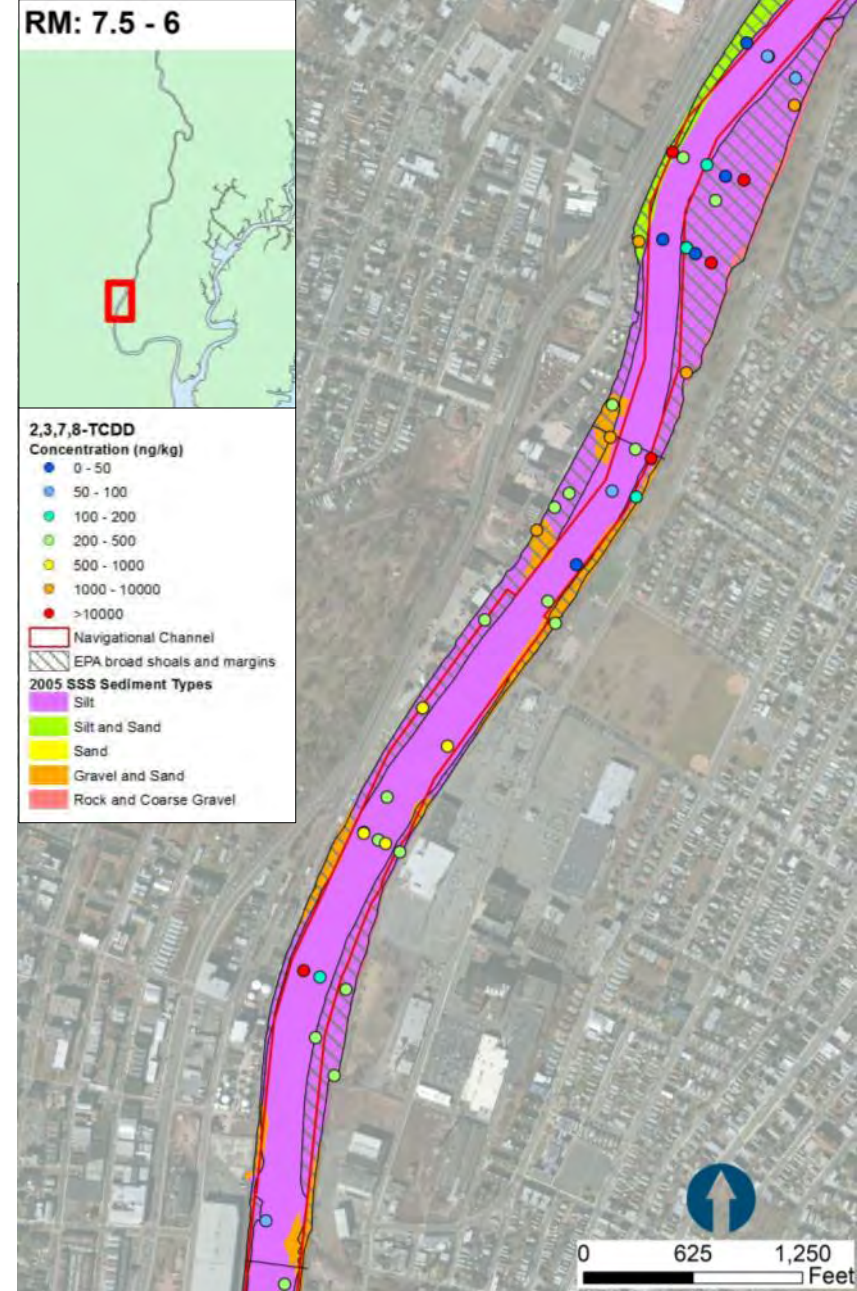 RM: 7.5 - 6
2,3,7,8-TCDD
Concentration (ng/kg)
0 - 50
50 - 100
100 - 200
200 - 500
500 - 1000
1000 - 10000
>10000
Navigational Channel
EPA broad shoals and margins
2005 SSS Sediment Types
Silt
Silt and Sand
Sand
Gravel and Sand
Rock and Coarse Gravel
0 625 1,250
Feet